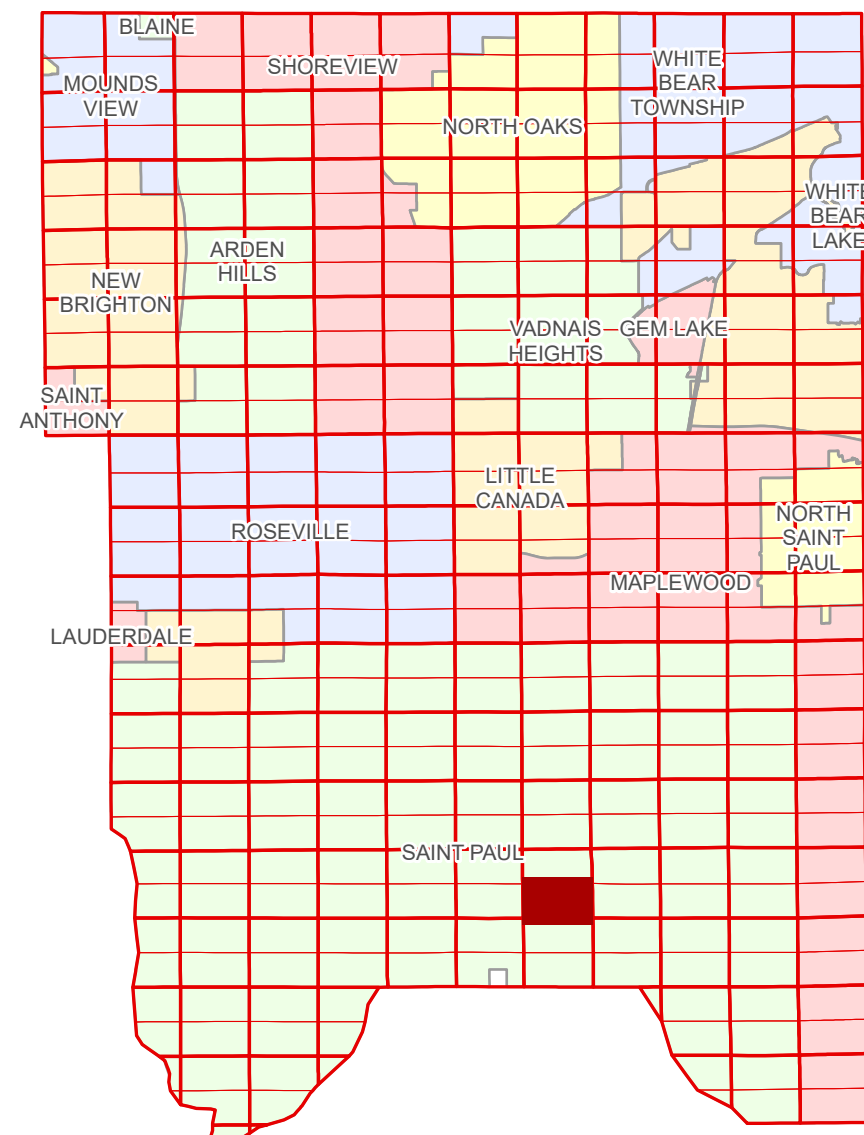 BLAINE
SHOREVIEW
WHITE
BEAR
TOWNSHIP
MOUNDS
VIEW
NORTH OAKS
WHITE
BEAR
LAKE
ARDEN
HILLS
NEW
BRIGHTON
VADNAIS
HEIGHTS
GEM LAKE
SAINT
ANTHONY
LITTLE
CANADA
NORTH
SAINT
PAUL
ROSEVILLE
MAPLEWOOD
LAUDERDALE
SAINT PAUL